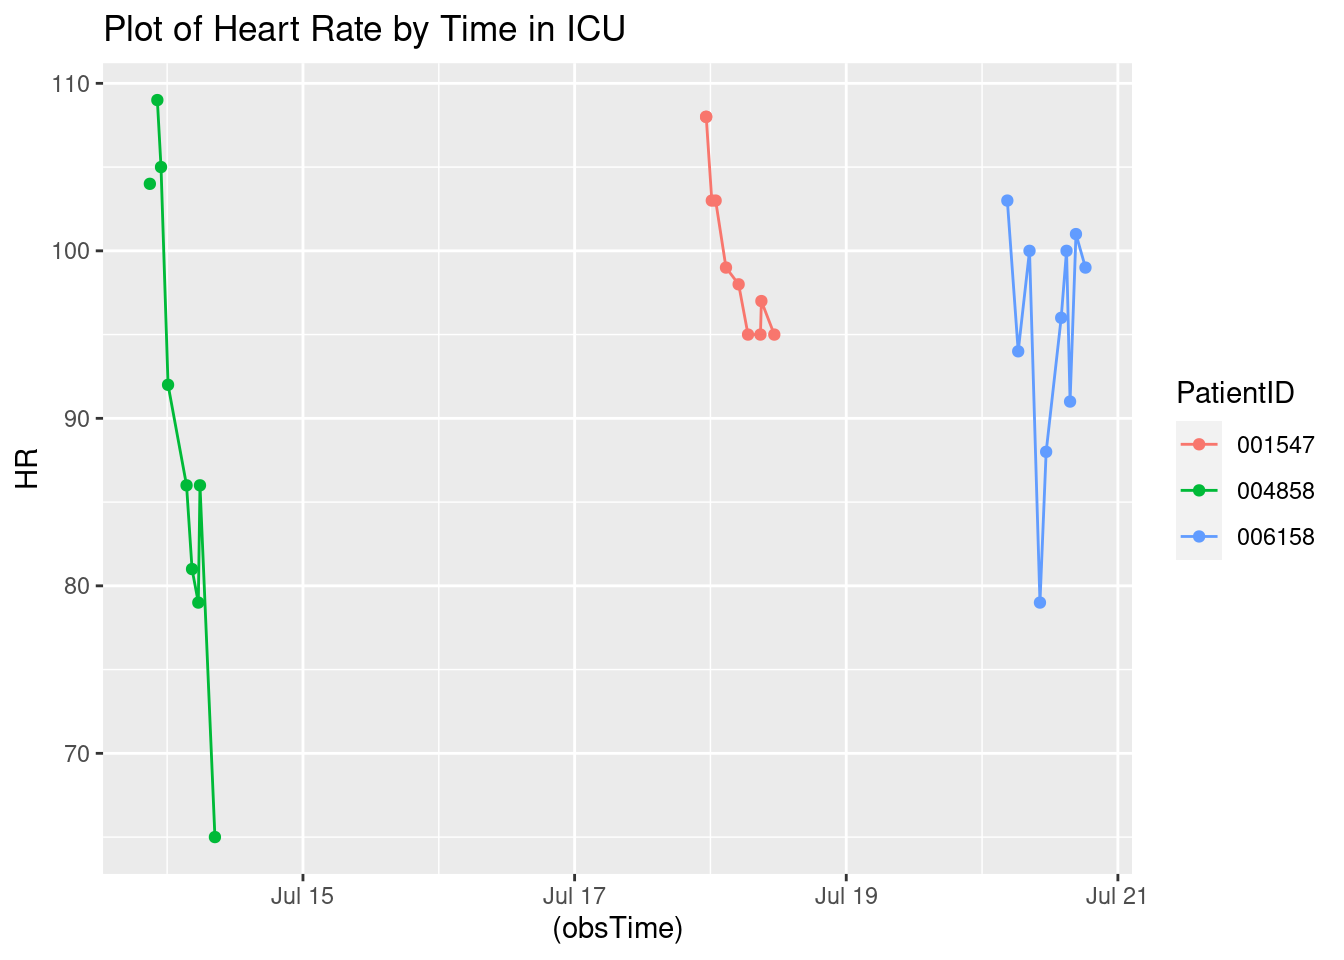 Plot of Heart Rate by Time in ICU
110
100
90
80
70
HR
Jul 15
Jul 17
Jul 19
Jul 21
(obsTime)
PatientID
001547
004858
006158